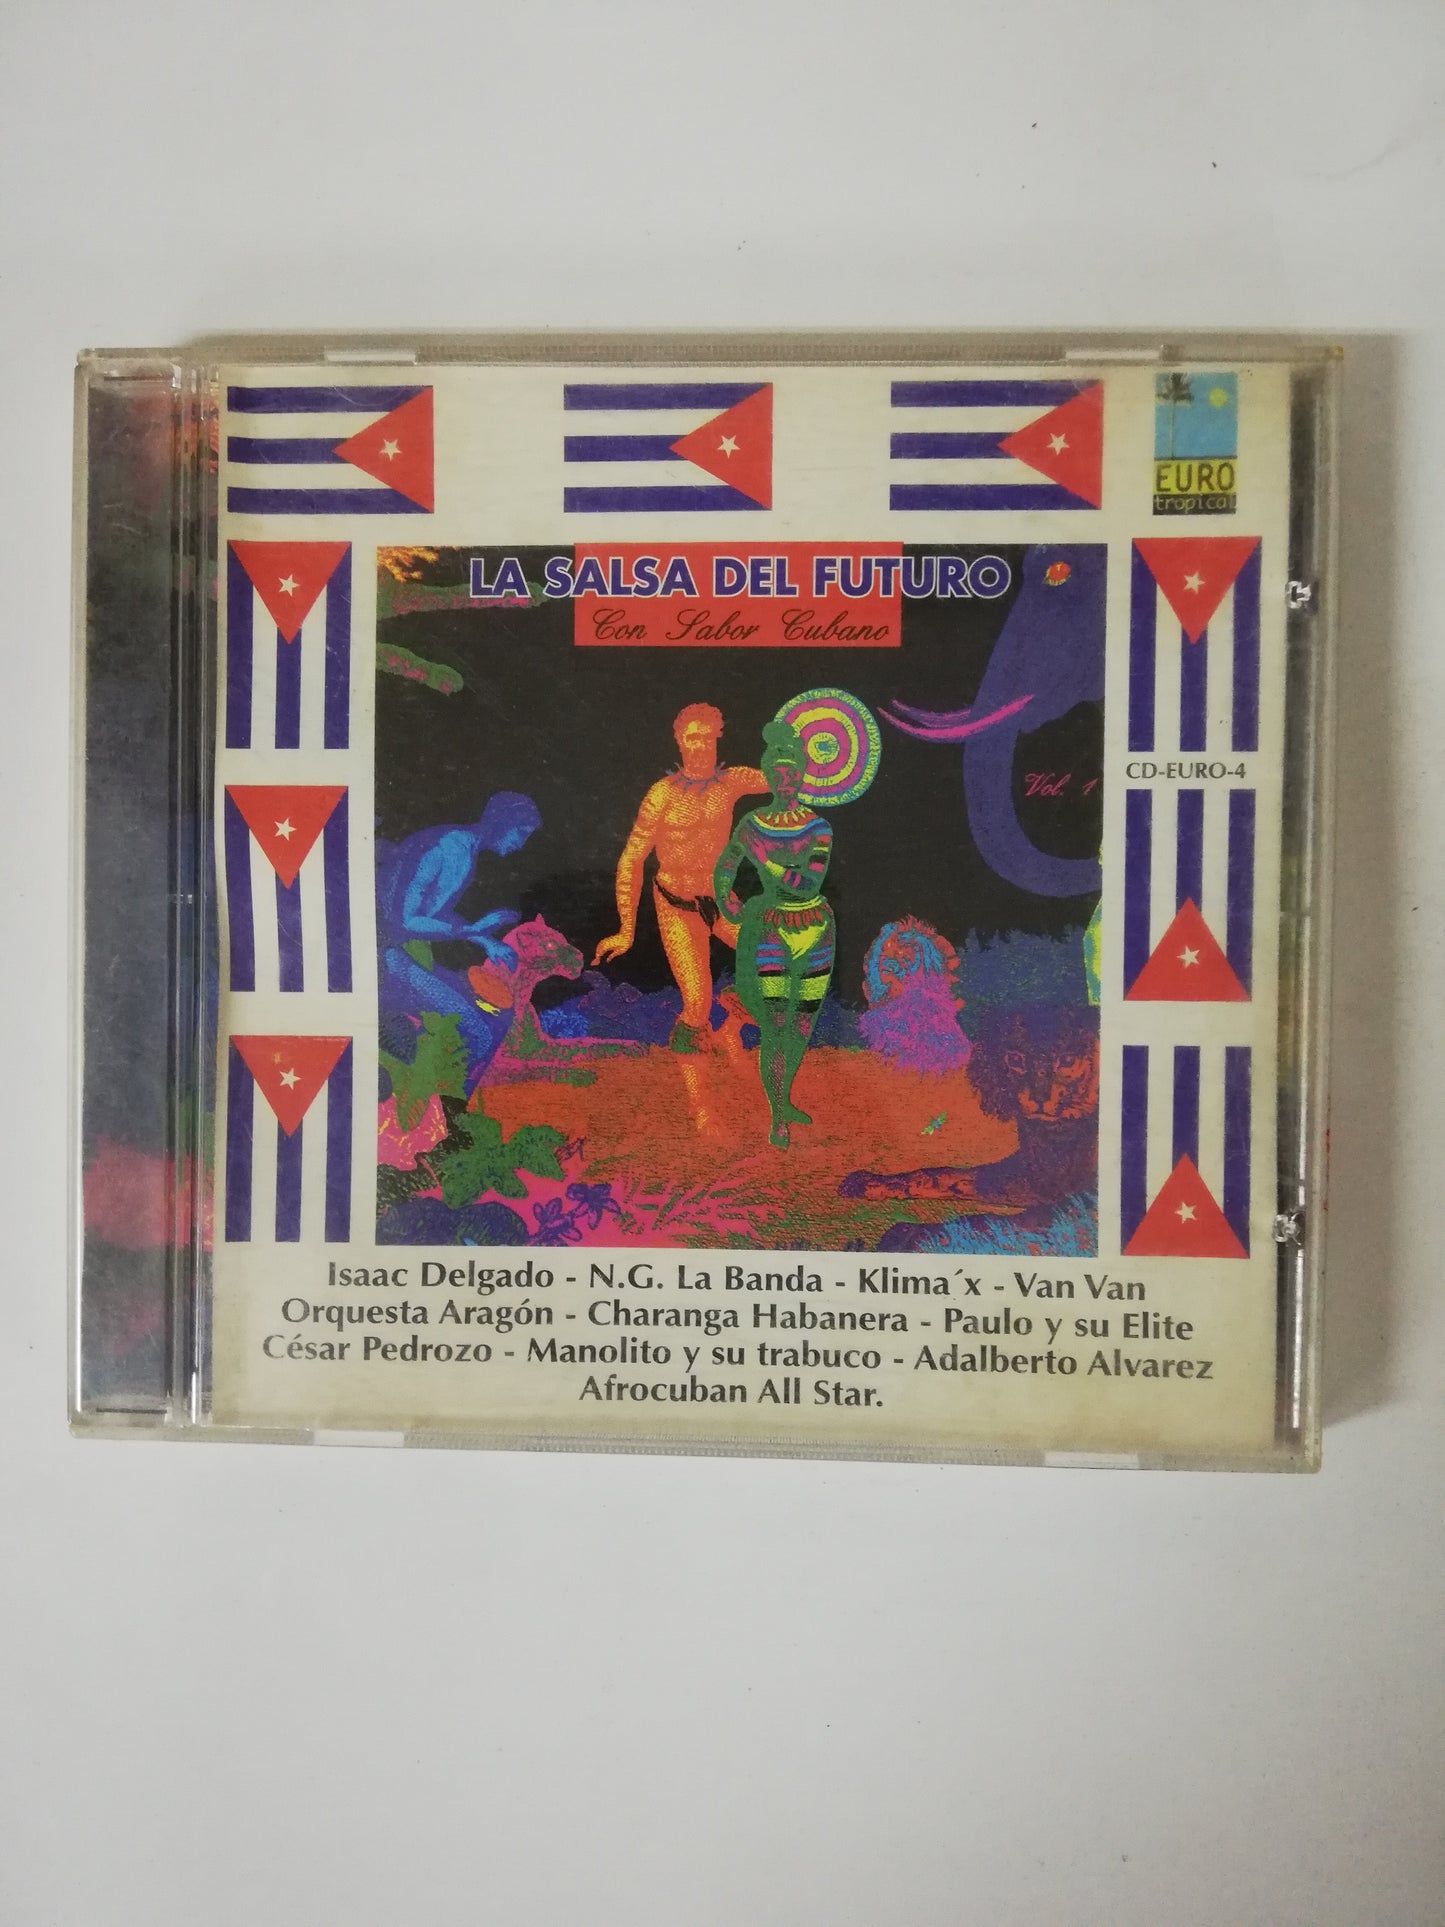 EURO
tropical
LA SALSA DEL FUTURO
Con Sabor Cubano
CD-EURO-4
Vol. 1
Isaac Delgado - N.G. La Banda - Klima´x - Van Van
Orquesta Aragón - Charanga Habanera - Paulo y su Elite
César Pedrozo - Manolito y su trabuco - Adalberto Alvarez
Afrocuban All Star.